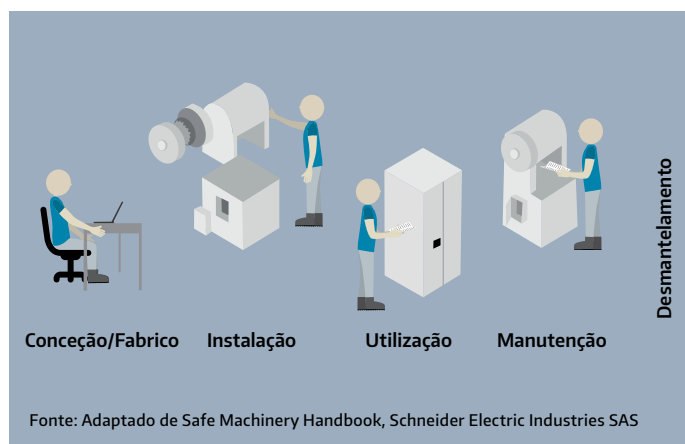 Conceção/Fabrico
Instalação
Utilização
Manutenção
Desmantelamento
Fonte: Adaptado de Safe Machinery Handbook, Schneider Electric Industries SAS